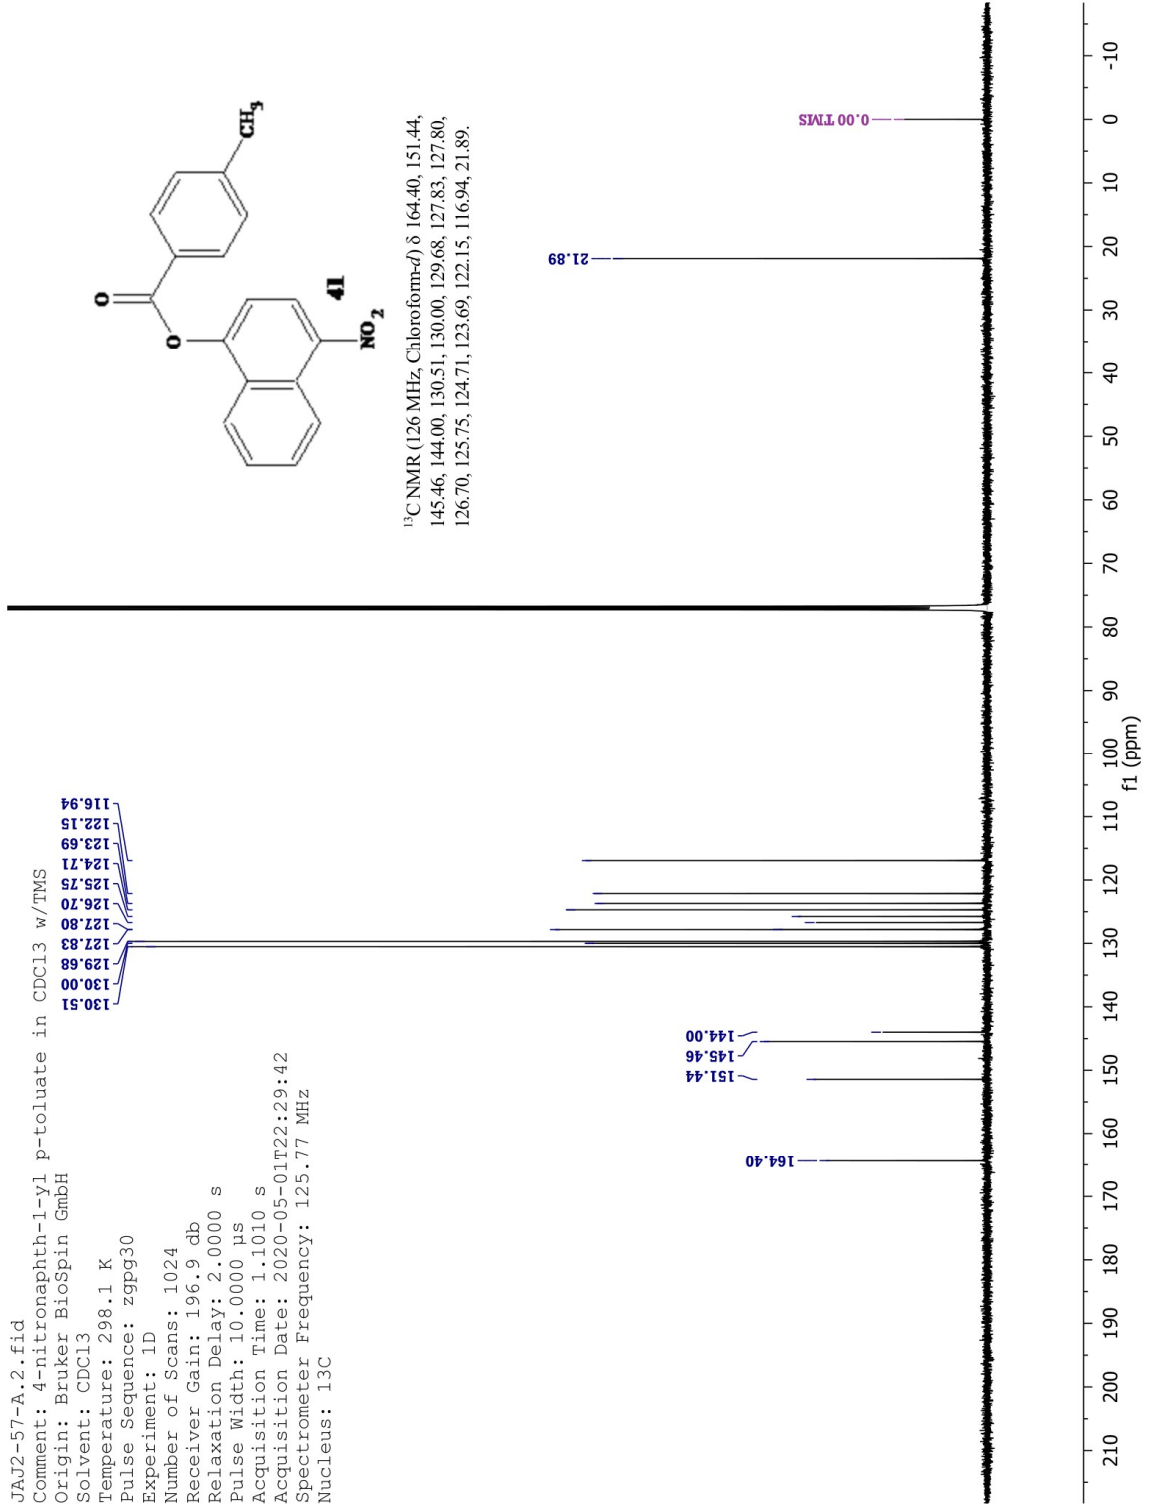 JAJ2-57-A.2.fid
Comment: 4-nitronaphth-1-yl p-toluate in CDCl3 w/TMS
Origin: Bruker BioSpin GmbH
Solvent: CDCl3
Temperature: 298.1 K
Pulse Sequence: zgpg30
Experiment: 1D
Number of Scans: 1024
Receiver Gain: 196.9 db
Relaxation Delay: 2.0000 s
Pulse Width: 10.0000 µs
Acquisition Time: 1.1010 s
Acquisition Date: 2020-05-01T22:29:42
Spectrometer Frequency: 125.77 MHz
Nucleus: 13C
O
O
CH3
NO2
41
¹³C NMR (126 MHz, Chloroform-d) δ 164.40, 151.44,
145.46, 144.00, 130.51, 130.00, 129.68, 127.83, 127.80,
126.70, 125.75, 124.71, 123.69, 122.15, 116.94, 21.89.
164.40
151.44
145.46
144.00
130.51
130.00
129.68
127.83
127.80
126.70
125.75
124.71
123.69
122.15
116.94
21.89
0.00 TMS
210
200
190
180
170
160
150
140
130
120
110
100
90
80
70
60
50
40
30
20
10
0
-10
f1 (ppm)